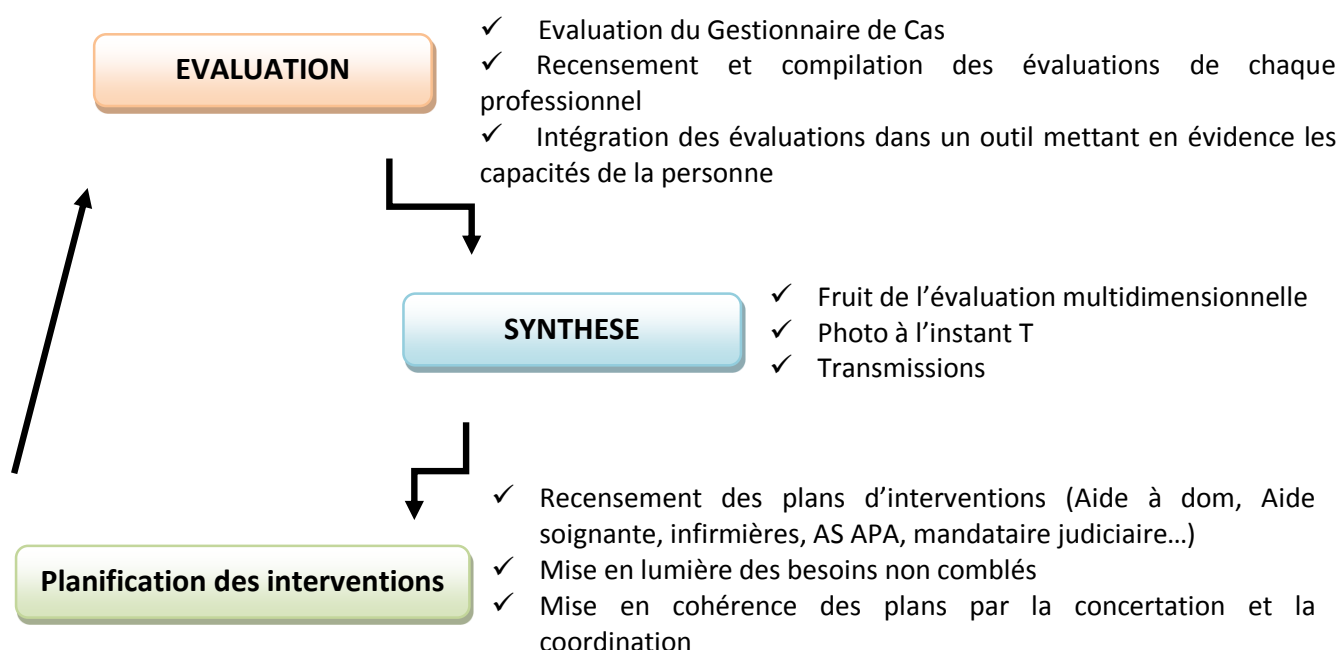 EVALUATION
✓ Evaluation du Gestionnaire de Cas
✓ Recensement et compilation des évaluations de chaque
professionnel
✓ Intégration des évaluations dans un outil mettant en évidence les
capacités de la personne
SYNTHESE
✓ Fruit de l’évaluation multidimensionnelle
✓ Photo à l’instant T
✓ Transmissions
Planification des interventions
✓ Recensement des plans d’interventions (Aide à dom, Aide
soignante, infirmières, AS APA, mandataire judiciaire…)
✓ Mise en lumière des besoins non comblés
✓ Mise en cohérence des plans par la concertation et la
coordination